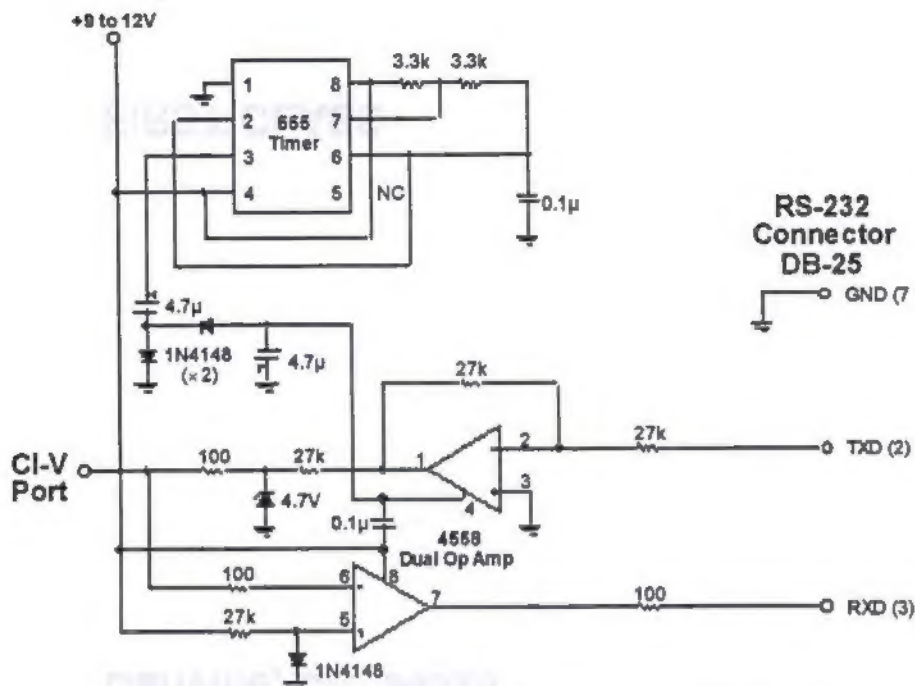 +9 to 12V
3.3k 3.3k
1 8
555
Timer
2 7
3 6
4 5
NC
0.1µ
RS-232
Connector
DB-25
GND (7
4.7µ
1N4148
(×2)
4.7µ
27k
CI-V
Port
100
27k
1
2
27k
TXD (2)
3
4.7V
4
0.1µ
4558
Dual Op Amp
100
6
8
7
100
RXD (3)
27k
5
1N4148